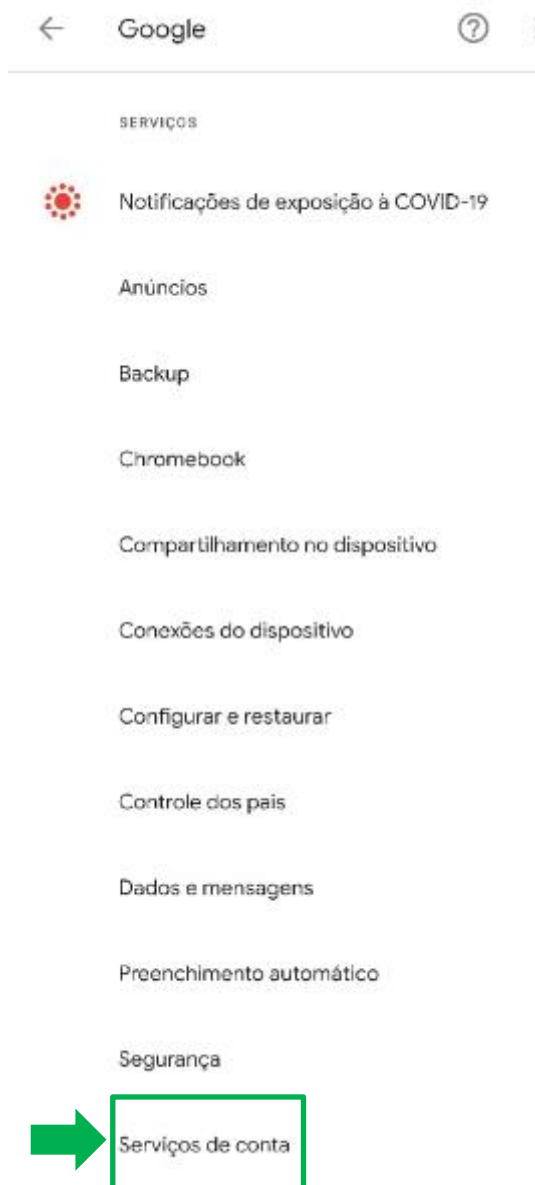 Google
SERVIÇOS
Notificações de exposição à COVID-19
Anúncios
Backup
Chromebook
Compartilhamento no dispositivo
Conexões do dispositivo
Configurar e restaurar
Controle dos pais
Dados e mensagens
Preenchimento automático
Segurança
Serviços de conta